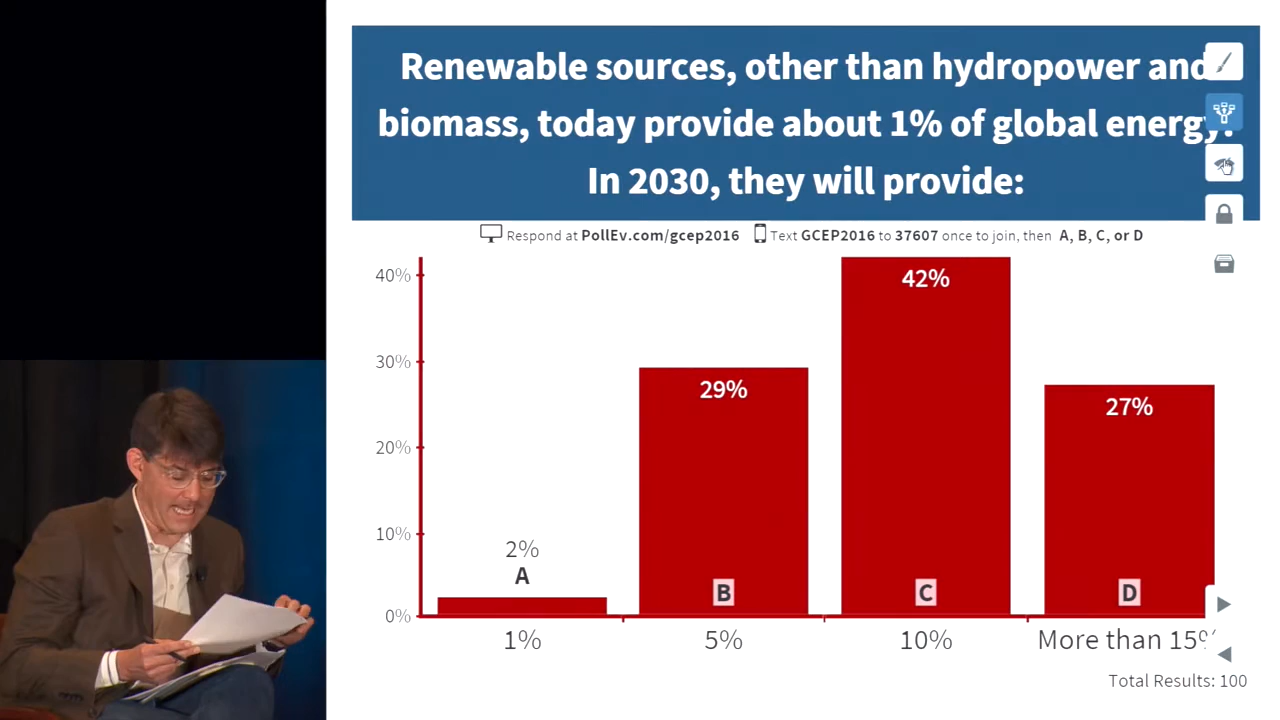 Renewable sources, other than hydropower and
biomass, today provide about 1% of global energy.
In 2030, they will provide:
Respond at PollEv.com/gcep2016 Text GCEP2016 to 37607 once to join, then A, B, C, or D
40%
30%
20%
10%
0%
2%
A
29%
B
42%
C
27%
D
1%
5%
10%
More than 15%
Total Results: 100